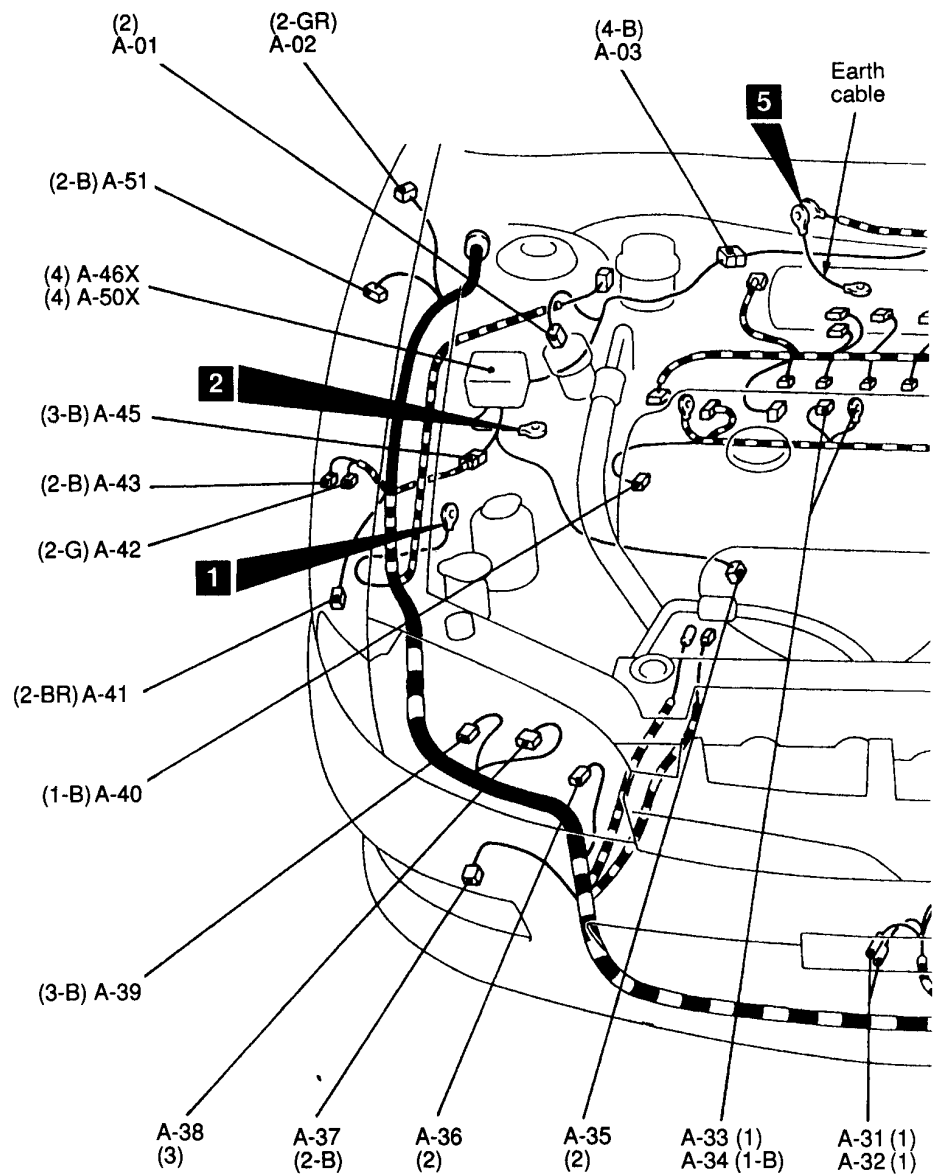 (2)
A-01
(2-GR)
A-02
(4-B)
A-03
5
Earth
cable
(2-B) A-51
(4) A-46X
(4) A-50X
2
(3-B) A-45
(2-B) A-43
(2-G) A-42
1
(2-BR) A-41
(1-B) A-40
(3-B) A-39
A-38
(3)
A-37
(2-B)
A-36
(2)
A-35
(2)
A-33 (1)
A-34 (1-B)
A-31 (1)
A-32 (1)